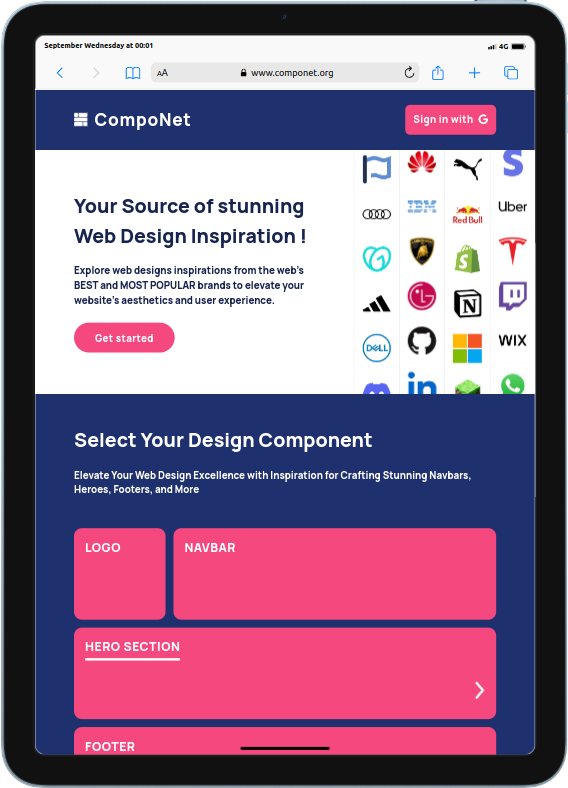 September Wednesday at 00:01
4G
AA
www.componet.org
CompoNet
Sign in with G
Your Source of stunning
Web Design Inspiration !
Explore web designs inspirations from the web's
BEST and MOST POPULAR brands to elevate your
website's aesthetics and user experience.
Get started
IBM
Red Bull
Uber
LG
N
DELL
WIX
in
Select Your Design Component
Elevate Your Web Design Excellence with Inspiration for Crafting Stunning Navbars,
Heroes, Footers, and More
LOGO
NAVBAR
HERO SECTION
FOOTER